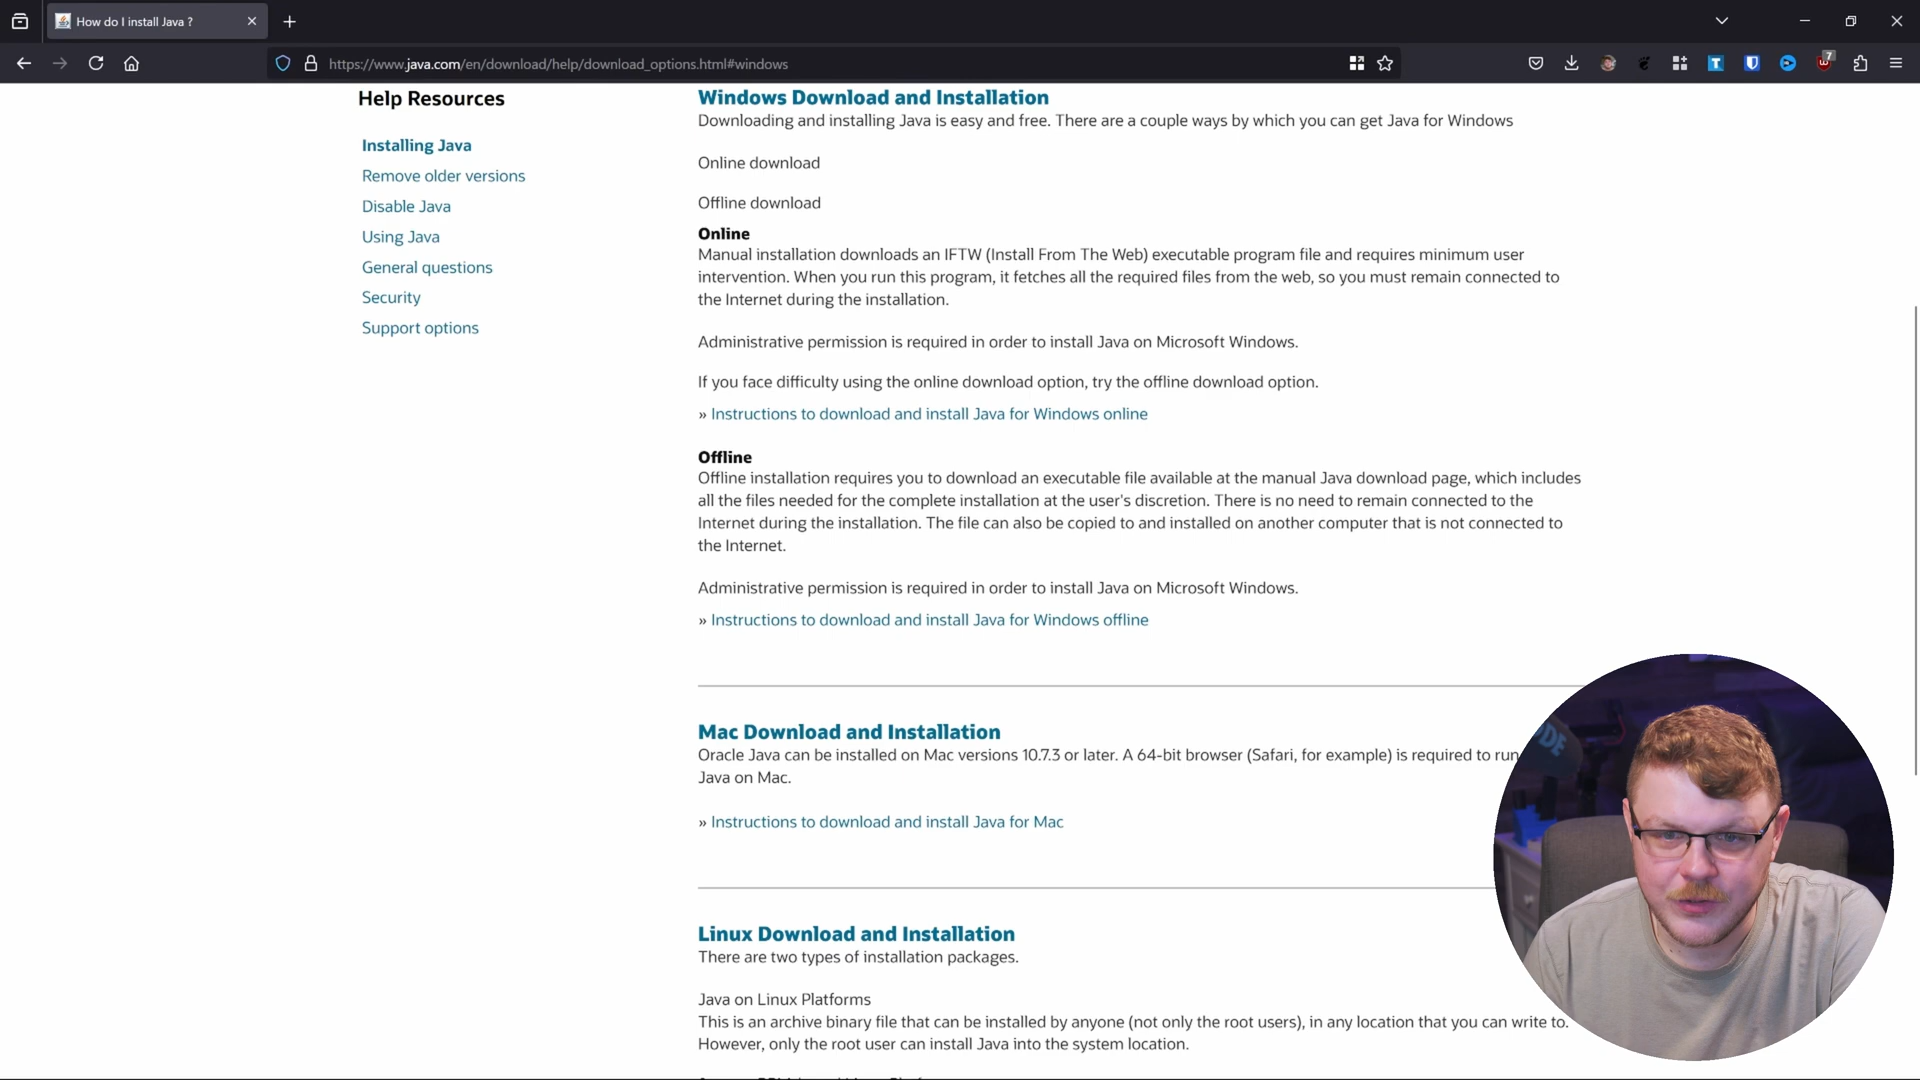 How do I install Java ?
https://www.java.com/en/download/help/download_options.html#windows
T
7
Help Resources
Installing Java
Remove older versions
Disable Java
Using Java
General questions
Security
Support options
Windows Download and Installation
Downloading and installing Java is easy and free. There are a couple ways by which you can get Java for Windows
Online download
Offline download
Online
Manual installation downloads an IFTW (Install From The Web) executable program file and requires minimum user
intervention. When you run this program, it fetches all the required files from the web, so you must remain connected to
the Internet during the installation.
Administrative permission is required in order to install Java on Microsoft Windows.
If you face difficulty using the online download option, try the offline download option.
» Instructions to download and install Java for Windows online
Offline
Offline installation requires you to download an executable file available at the manual Java download page, which includes
all the files needed for the complete installation at the user's discretion. There is no need to remain connected to the
Internet during the installation. The file can also be copied to and installed on another computer that is not connected to
the Internet.
Administrative permission is required in order to install Java on Microsoft Windows.
» Instructions to download and install Java for Windows offline
Mac Download and Installation
Oracle Java can be installed on Mac versions 10.7.3 or later. A 64-bit browser (Safari, for example) is required to run
Java on Mac.
» Instructions to download and install Java for Mac
Linux Download and Installation
There are two types of installation packages.
Java on Linux Platforms
This is an archive binary file that can be installed by anyone (not only the root users), in any location that you can write to.
However, only the root user can install Java into the system location.